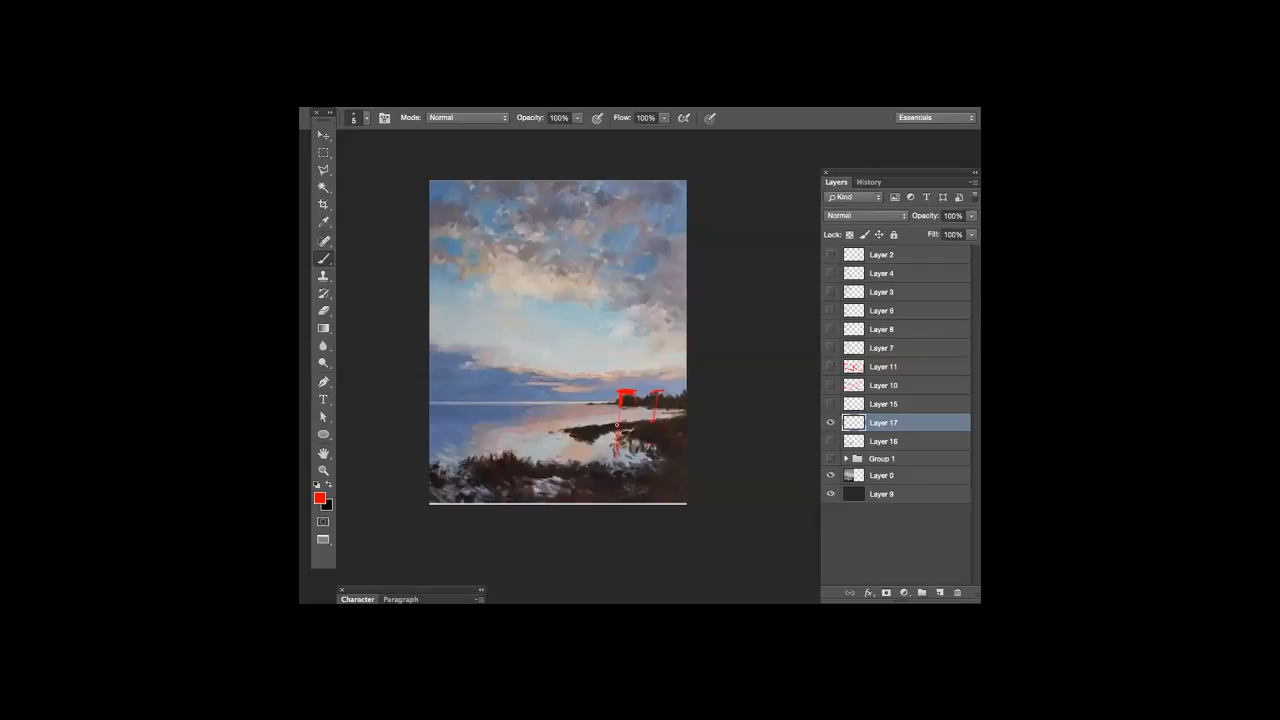 5 Mode: Normal Opacity: 100% Flow: 100% Essentials
Layers History
Kind
Normal Opacity: 100%
Lock: Fill: 100%
Layer 2
Layer 4
Layer 3
Layer 6
Layer 8
Layer 7
Layer 11
Layer 10
Layer 15
Layer 17
Layer 16
Group 1
Layer 0
Layer 9
fx
Character Paragraph